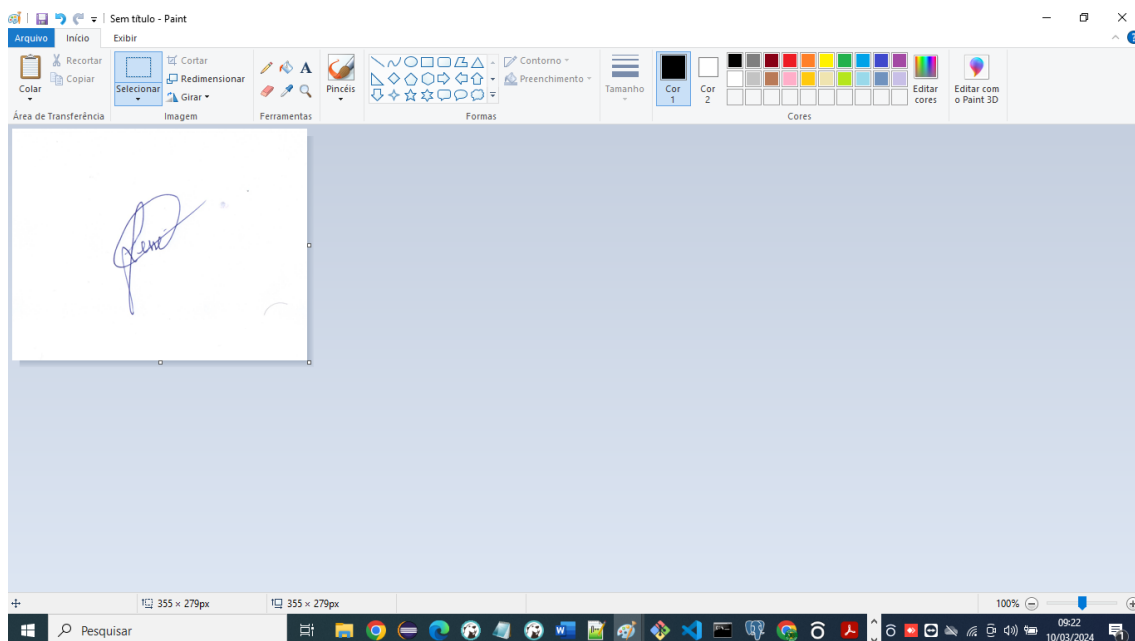 Sem título - Paint
Arquivo Início Exibir
Colar
Recortar
Copiar
Área de Transferência
Selecionar
Cortar
Redimensionar
Girar
Imagem
A
Ferramentas
Pincéis
Contorno
Preenchimento
Formas
Tamanho
Cor 1
Cor 2
Editar cores
Cores
Editar com o Paint 3D
355 × 279px 355 × 279px 100%
Pesquisar
09:22
10/03/2024